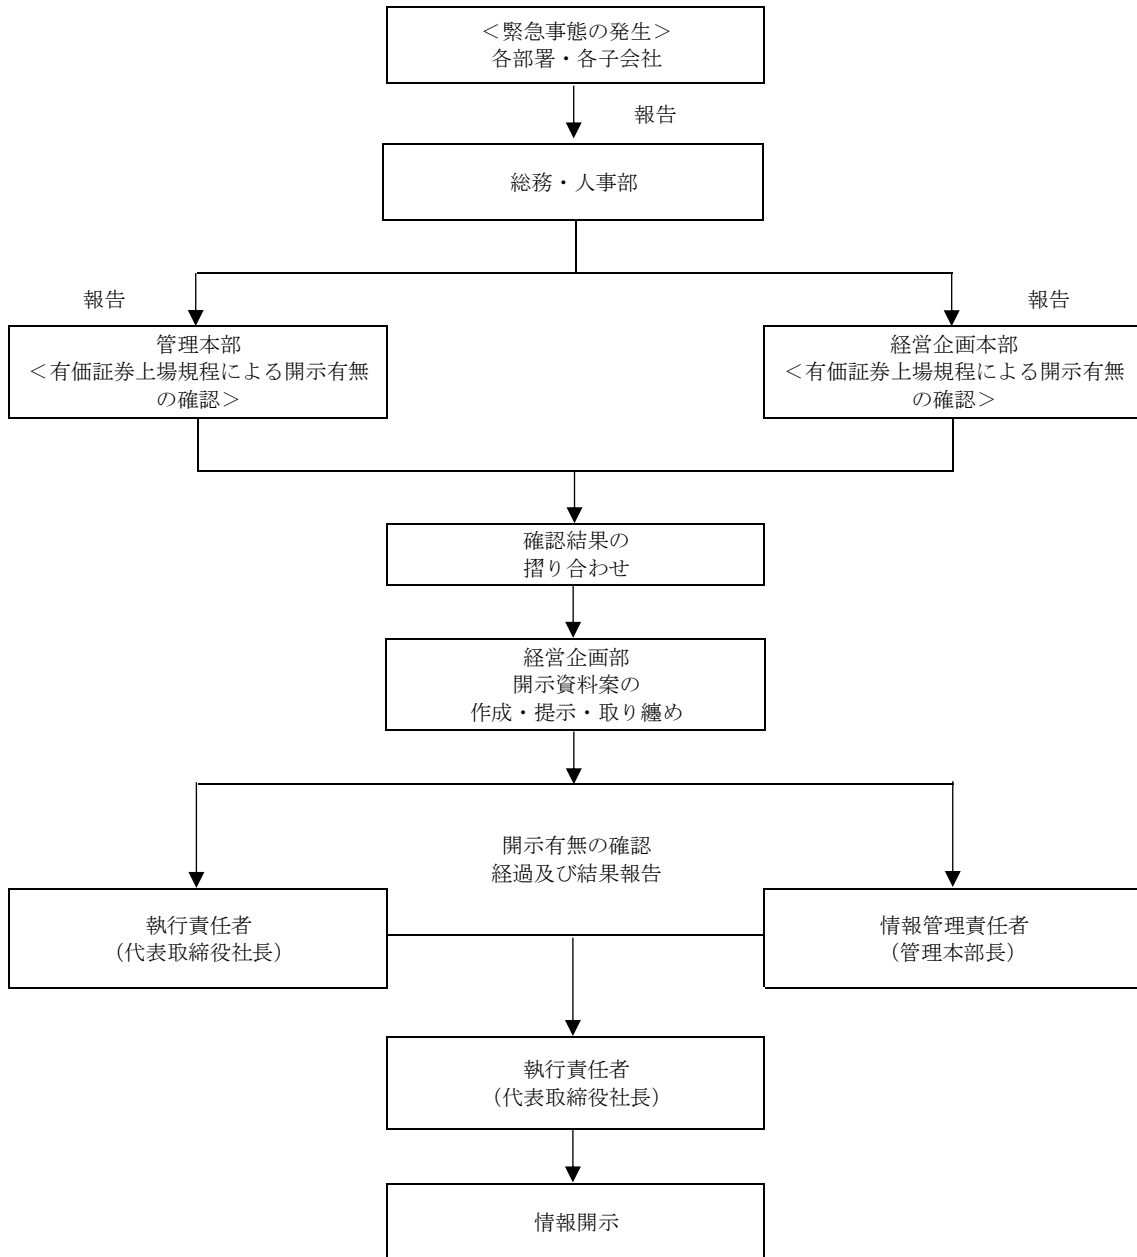 ＜緊急事態の発生＞
各部署・各子会社
報告
総務・人事部
報告
報告
管理本部
＜有価証券上場規程による開示有無
の確認＞
経営企画本部
＜有価証券上場規程による開示有無
の確認＞
確認結果の
摺り合わせ
経営企画部
開示資料案の
作成・提示・取り纏め
開示有無の確認
経過及び結果報告
執行責任者
（代表取締役社長）
情報管理責任者
（管理本部長）
執行責任者
（代表取締役社長）
情報開示